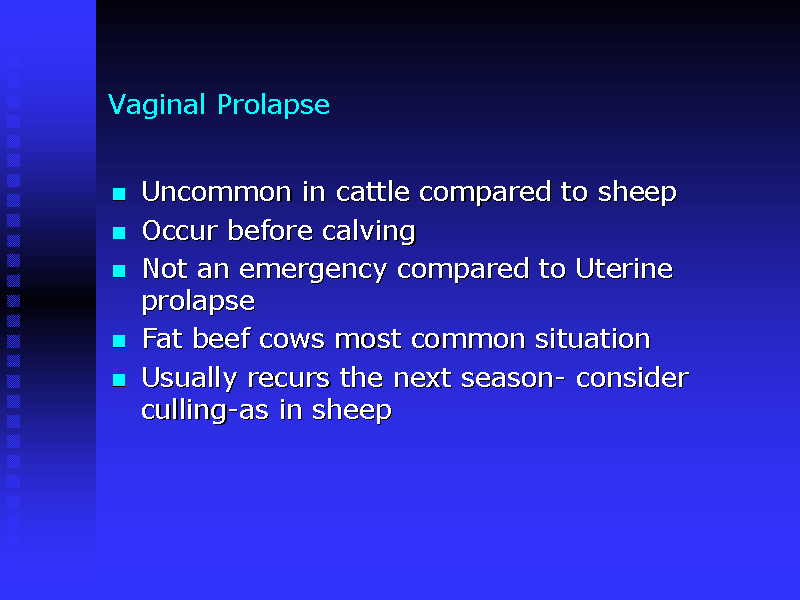 Vaginal Prolapse
Uncommon in cattle compared to sheep
Occur before calving
Not an emergency compared to Uterine
prolapse
Fat beef cows most common situation
Usually recurs the next season- consider
culling-as in sheep